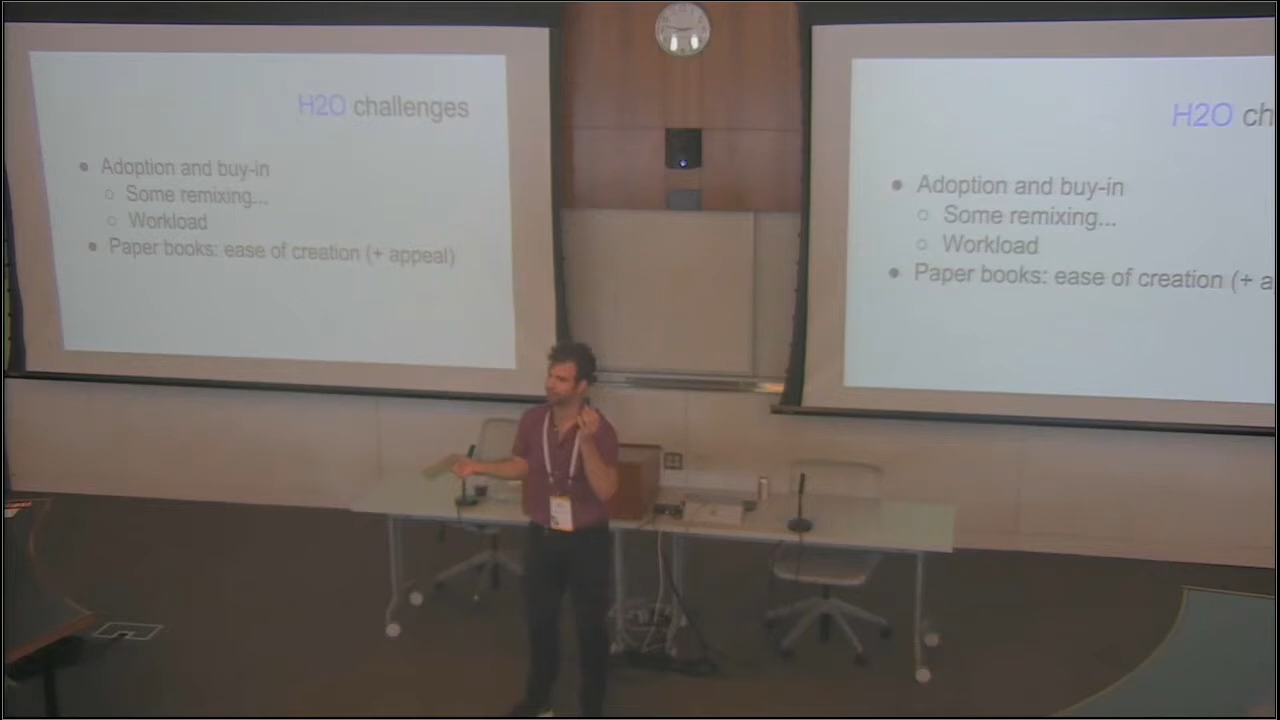 H2O challenges
Adoption and buy-in
Some remixing...
Workload
Paper books: ease of creation (+ appeal)
H2O ch
Adoption and buy-in
Some remixing...
Workload
Paper books: ease of creation (+ a